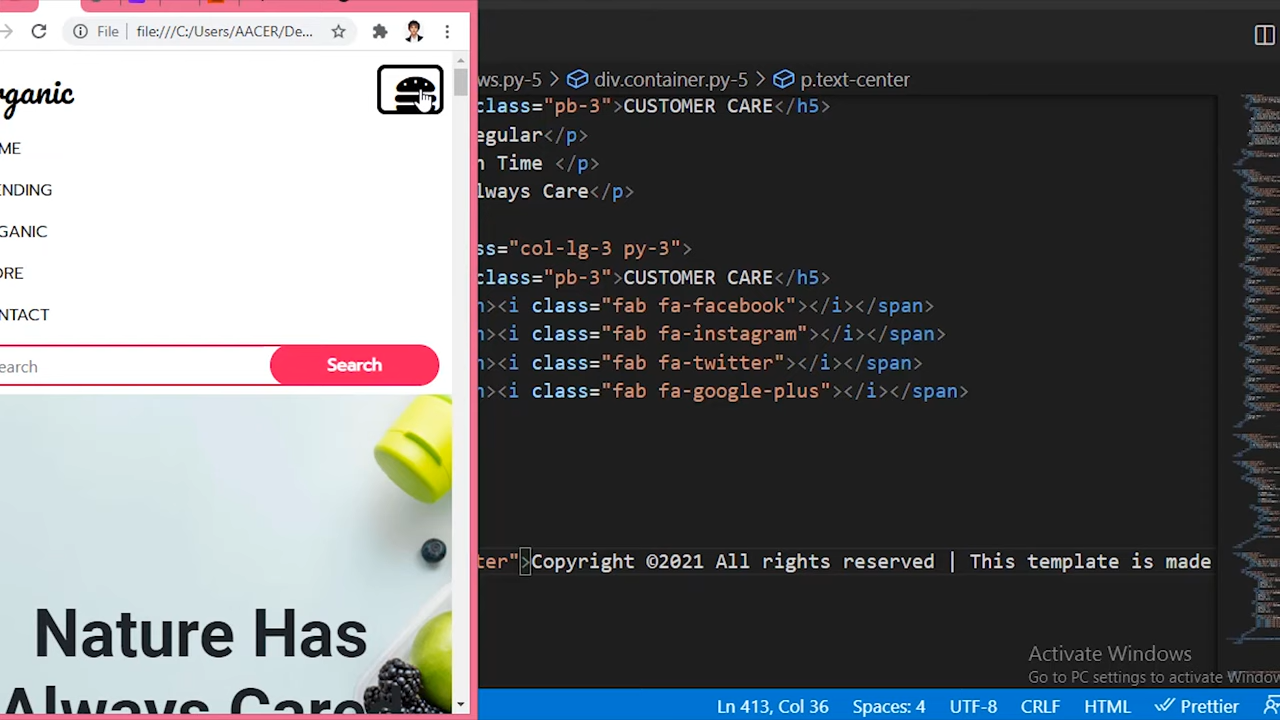 File file:///C:/Users/AACER/De...
rganic
ME
ENDING
GANIC
ORE
NTACT
earch
Search
Nature Has
Always Cared
ws.py-5 > div.container.py-5 > p.text-center
class="pb-3">CUSTOMER CARE</h5>
egular</p>
n Time </p>
lways Care</p>
ss="col-lg-3 py-3">
class="pb-3">CUSTOMER CARE</h5>
n><i class="fab fa-facebook"></i></span>
n><i class="fab fa-instagram"></i></span>
n><i class="fab fa-twitter"></i></span>
n><i class="fab fa-google-plus"></i></span>
ter">Copyright ©2021 All rights reserved | This template is made
Activate Windows
Go to PC settings to activate Windows
Ln 413, Col 36 Spaces: 4 UTF-8 CRLF HTML Prettier